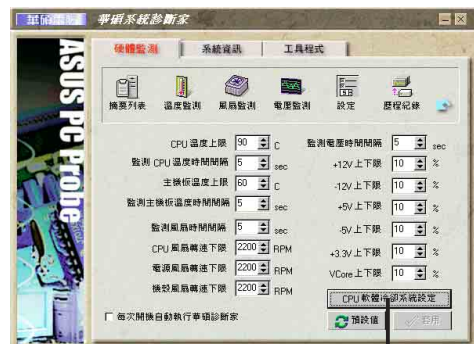 華碩系統診斷家
ASUS PC Probe
硬體監測 系統資訊 工具程式
摘要列表 溫度監測 風扇監測 電壓監測 設定 歷程紀錄
CPU 溫度上限 90 C
監測 CPU 溫度時間間隔 5 sec
主機板溫度上限 60 C
監測主機板溫度時間間隔 5 sec
監測風扇時間間隔 5 sec
CPU 風扇轉速下限 2200 RPM
電源風扇轉速下限 2200 RPM
機殼風扇轉速下限 2200 RPM
監測電壓時間間隔 5 sec
+12V 上下限 10 %
-12V 上下限 10 %
+5V 上下限 10 %
-5V 上下限 10 %
+3.3V 上下限 10 %
VCore 上下限 10 %
CPU 軟體冷卻系統設定
預設值 套用
每次開機自動執行華碩診斷家